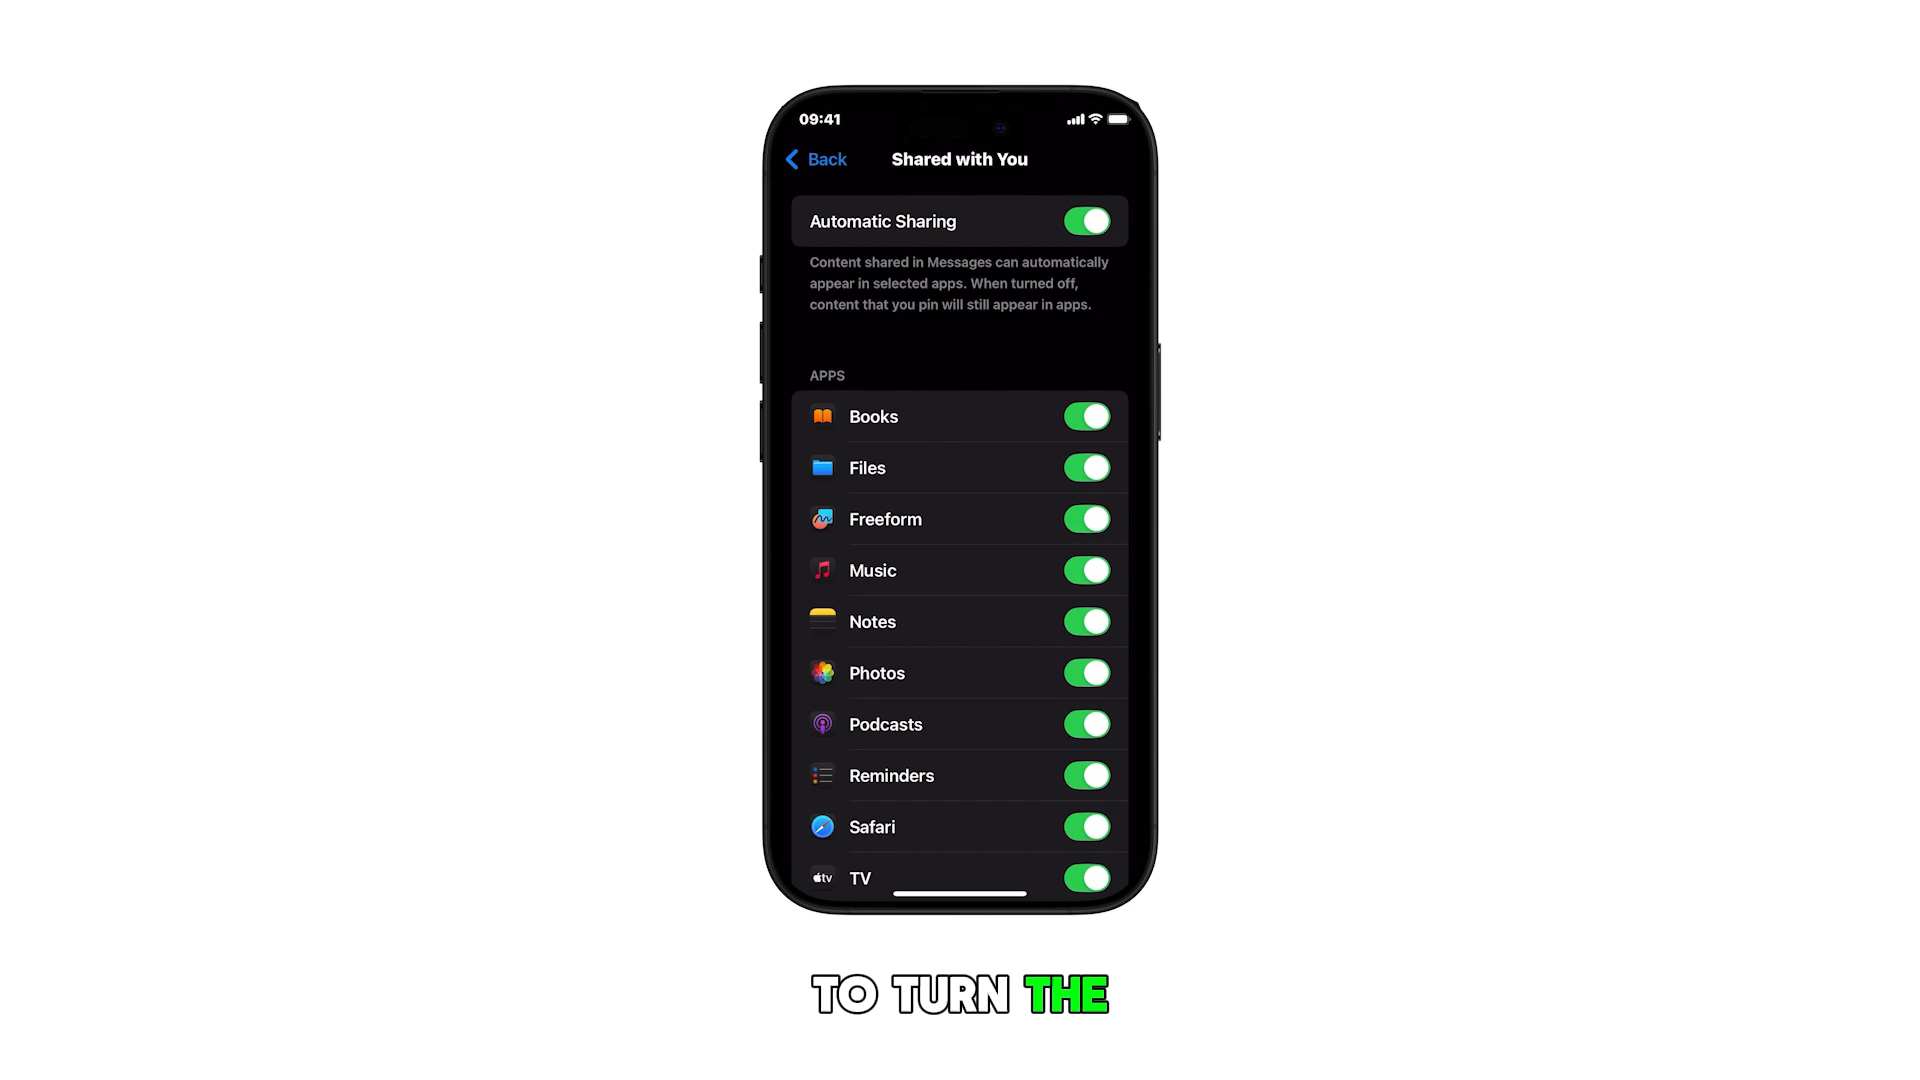 09:41
Back
Shared with You
Automatic Sharing
Content shared in Messages can automatically
appear in selected apps. When turned off,
content that you pin will still appear in apps.
APPS
Books
Files
Freeform
Music
Notes
Photos
Podcasts
Reminders
Safari
tv TV
TO TURN THE